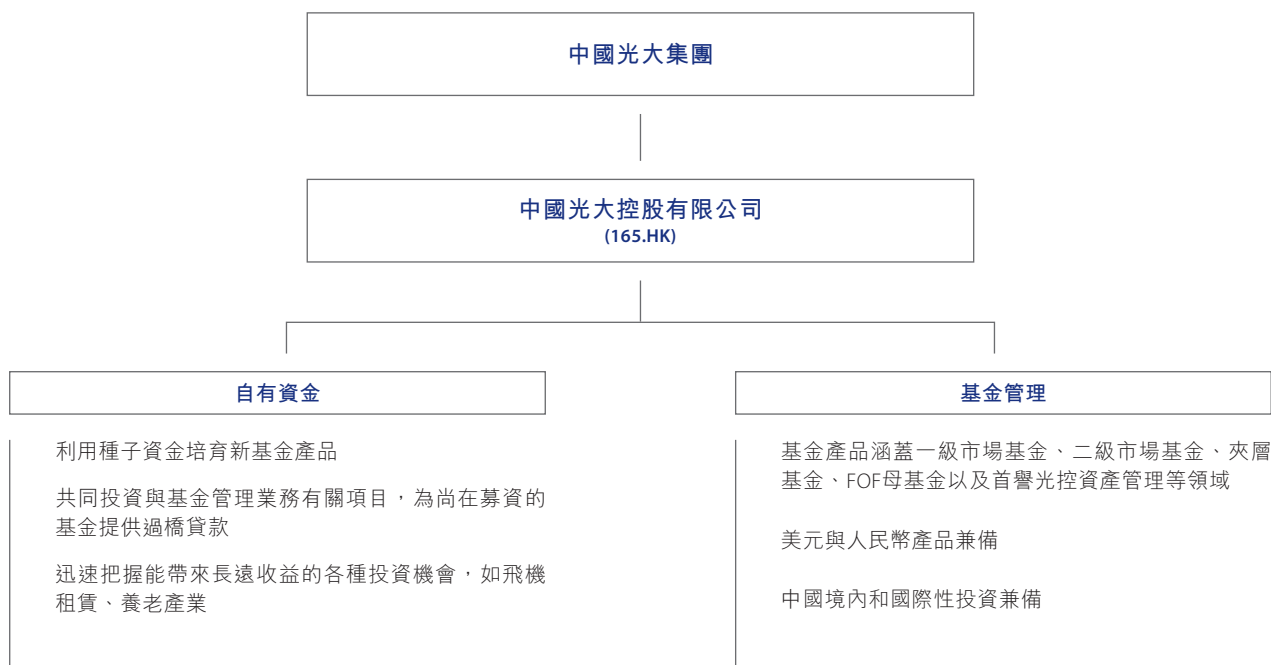 中國光大集團
中國光大控股有限公司
(165.HK)
自有資金
利用種子資金培育新基金產品
共同投資與基金管理業務有關項目，為尚在募資的
基金提供過橋貸款
迅速把握能帶來長遠收益的各種投資機會，如飛機
租賃、養老產業
基金管理
基金產品涵蓋一級市場基金、二級市場基金、夾層
基金、FOF母基金以及首譽光控資產管理等領域
美元與人民幣產品兼備
中國境內和國際性投資兼備